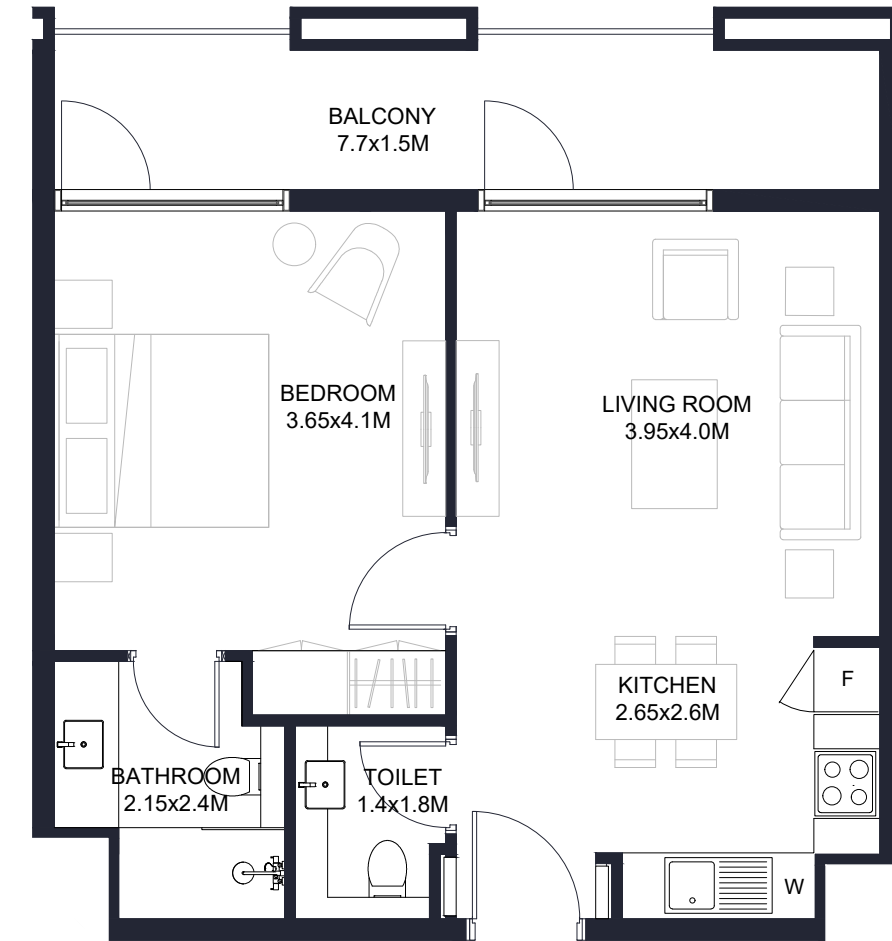 BALCONY
7.7x1.5M
BEDROOM
3.65x4.1M
LIVING ROOM
3.95x4.0M
KITCHEN
2.65x2.6M
F
BATHROOM
2.15x2.4M
TOILET
1.4x1.8M
W